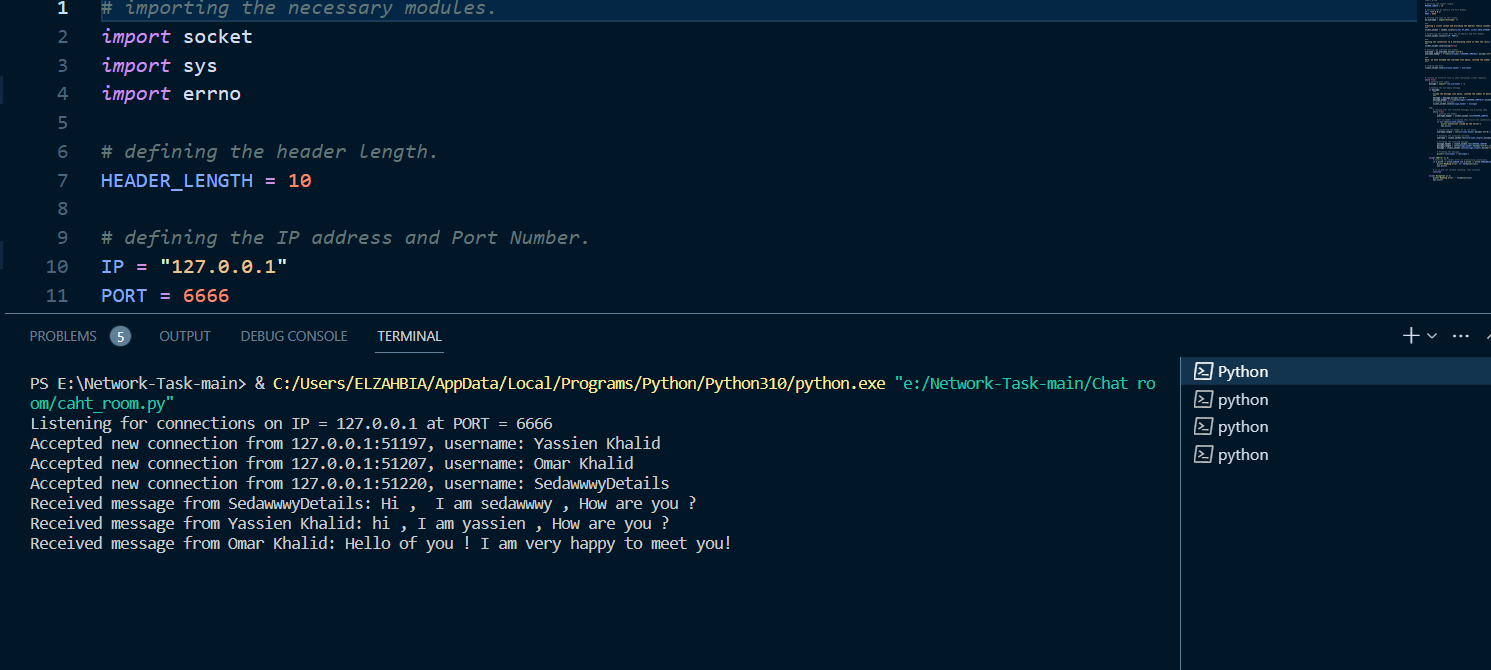 1 # importing the necessary modules.
2 import socket
3 import sys
4 import errno
5
6 # defining the header length.
7 HEADER_LENGTH = 10
8
9 # defining the IP address and Port Number.
10 IP = "127.0.0.1"
11 PORT = 6666
PROBLEMS 5 OUTPUT DEBUG CONSOLE TERMINAL
PS E:\Network-Task-main> & C:/Users/ELZAHBIA/AppData/Local/Programs/Python/Python310/python.exe "e:/Network-Task-main/Chat ro
om/caht_room.py"
Listening for connections on IP = 127.0.0.1 at PORT = 6666
Accepted new connection from 127.0.0.1:51197, username: Yassien Khalid
Accepted new connection from 127.0.0.1:51207, username: Omar Khalid
Accepted new connection from 127.0.0.1:51220, username: SedawwwyDetails
Received message from SedawwwyDetails: Hi ,  I am sedawwwy , How are you ?
Received message from Yassien Khalid: hi , I am yassien , How are you ?
Received message from Omar Khalid: Hello of you ! I am very happy to meet you!
Python
python
python
python